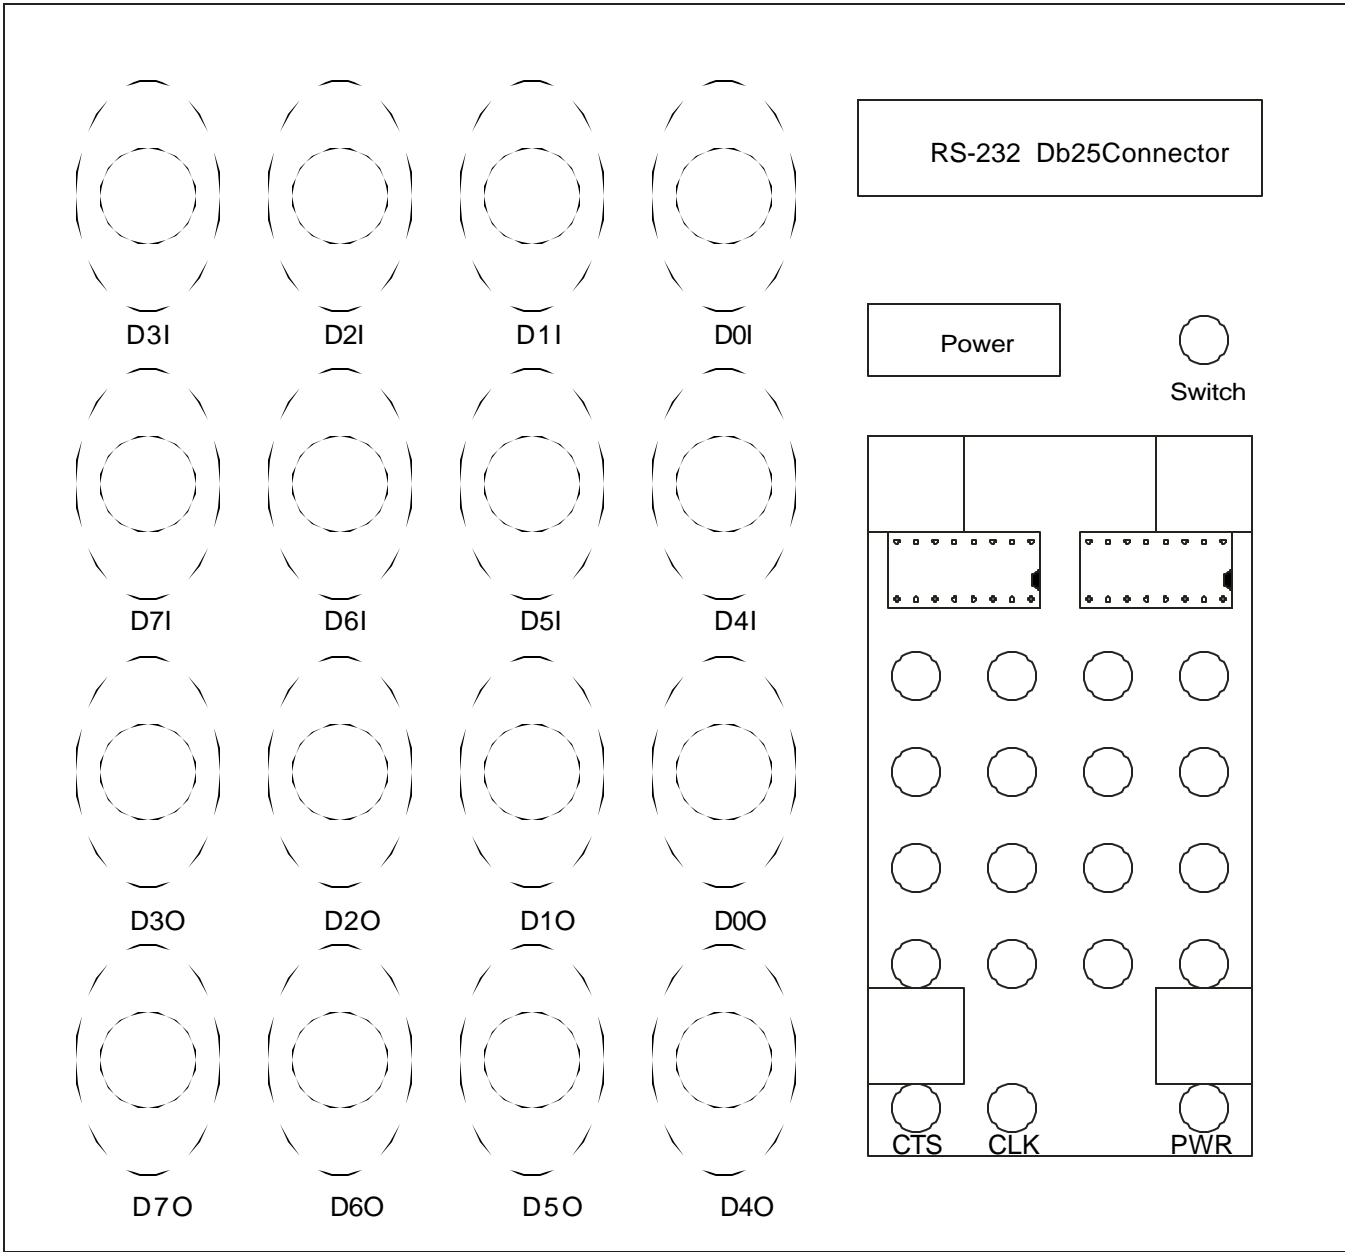 RS-232 Db25Connector
D3I D2I D1I D0I
Power
Switch
D7I D6I D5I D4I
D3O D2O D1O D0O
CTS CLK PWR
D7O D6O D5O D4O